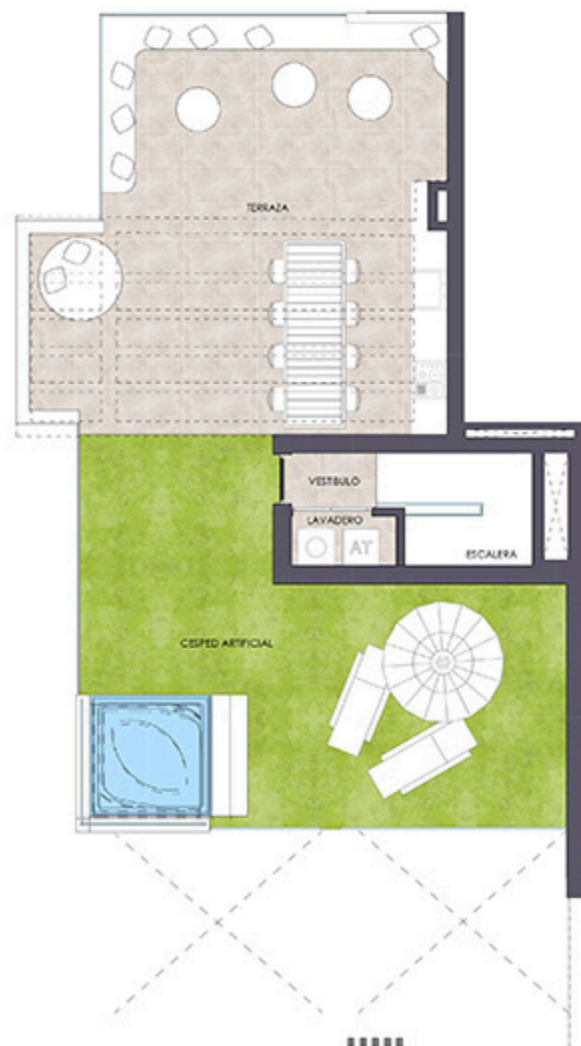 TERRAZA
VESTIBULO
LAVADERO
AT
ESCALERA
CESPED ARTIFICIAL